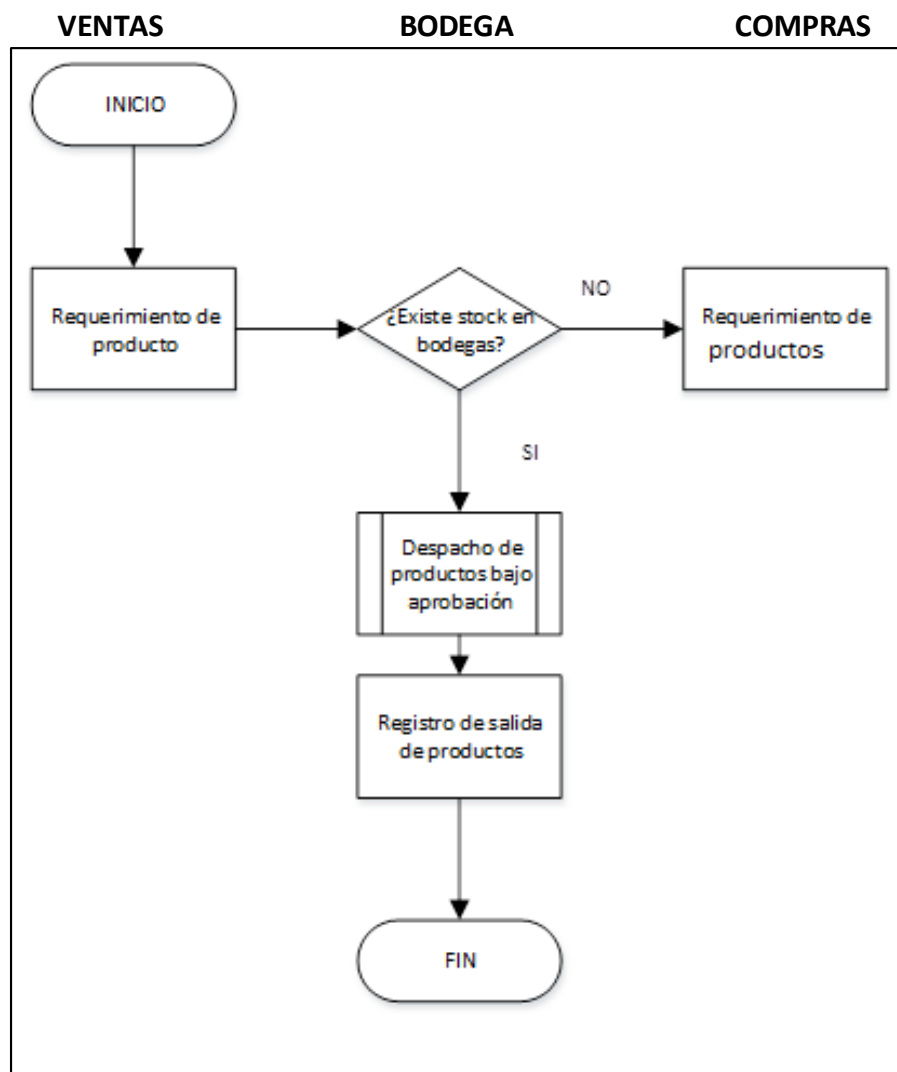 VENTAS BODEGA COMPRAS
INICIO
Requerimiento de
producto
¿Existe stock en
bodegas?
NO
Requerimiento de
productos
SI
Despacho de
productos bajo
aprobación
Registro de salida
de productos
FIN